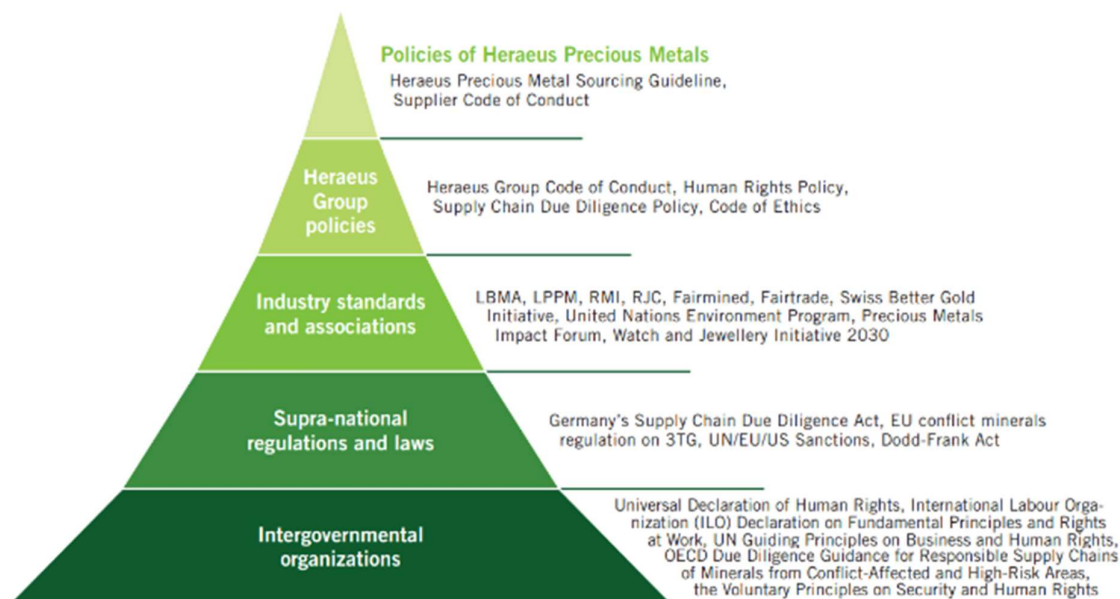 Policies of Heraeus Precious Metals
Heraeus Precious Metal Sourcing Guideline,
Supplier Code of Conduct
Heraeus
Group
policies
Heraeus Group Code of Conduct, Human Rights Policy,
Supply Chain Due Diligence Policy, Code of Ethics
Industry standards
and associations
LBMA, LPPM, RMI, RJC, Fairmined, Fairtrade, Swiss Better Gold
Initiative, United Nations Environment Program, Precious Metals
Impact Forum, Watch and Jewellery Initiative 2030
Supra-national
regulations and laws
Germany's Supply Chain Due Diligence Act, EU conflict minerals
regulation on 3TG, UN/EU/US Sanctions, Dodd-Frank Act
Intergovernmental
organizations
Universal Declaration of Human Rights, International Labour Orga-
nization (ILO) Declaration on Fundamental Principles and Rights
at Work, UN Guiding Principles on Business and Human Rights,
OECD Due Diligence Guidance for Responsible Supply Chains
of Minerals from Conflict-Affected and High-Risk Areas,
the Voluntary Principles on Security and Human Rights